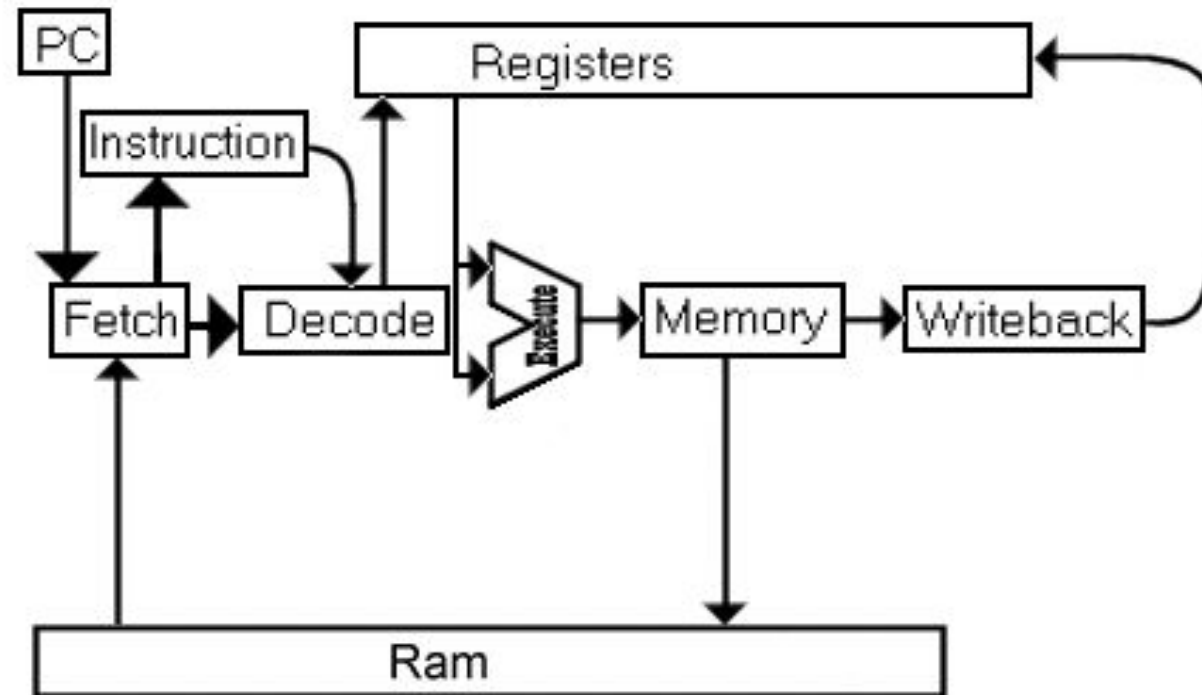 PC
Registers
Instruction
Fetch
Decode
Execute
Memory
Writeback
Ram